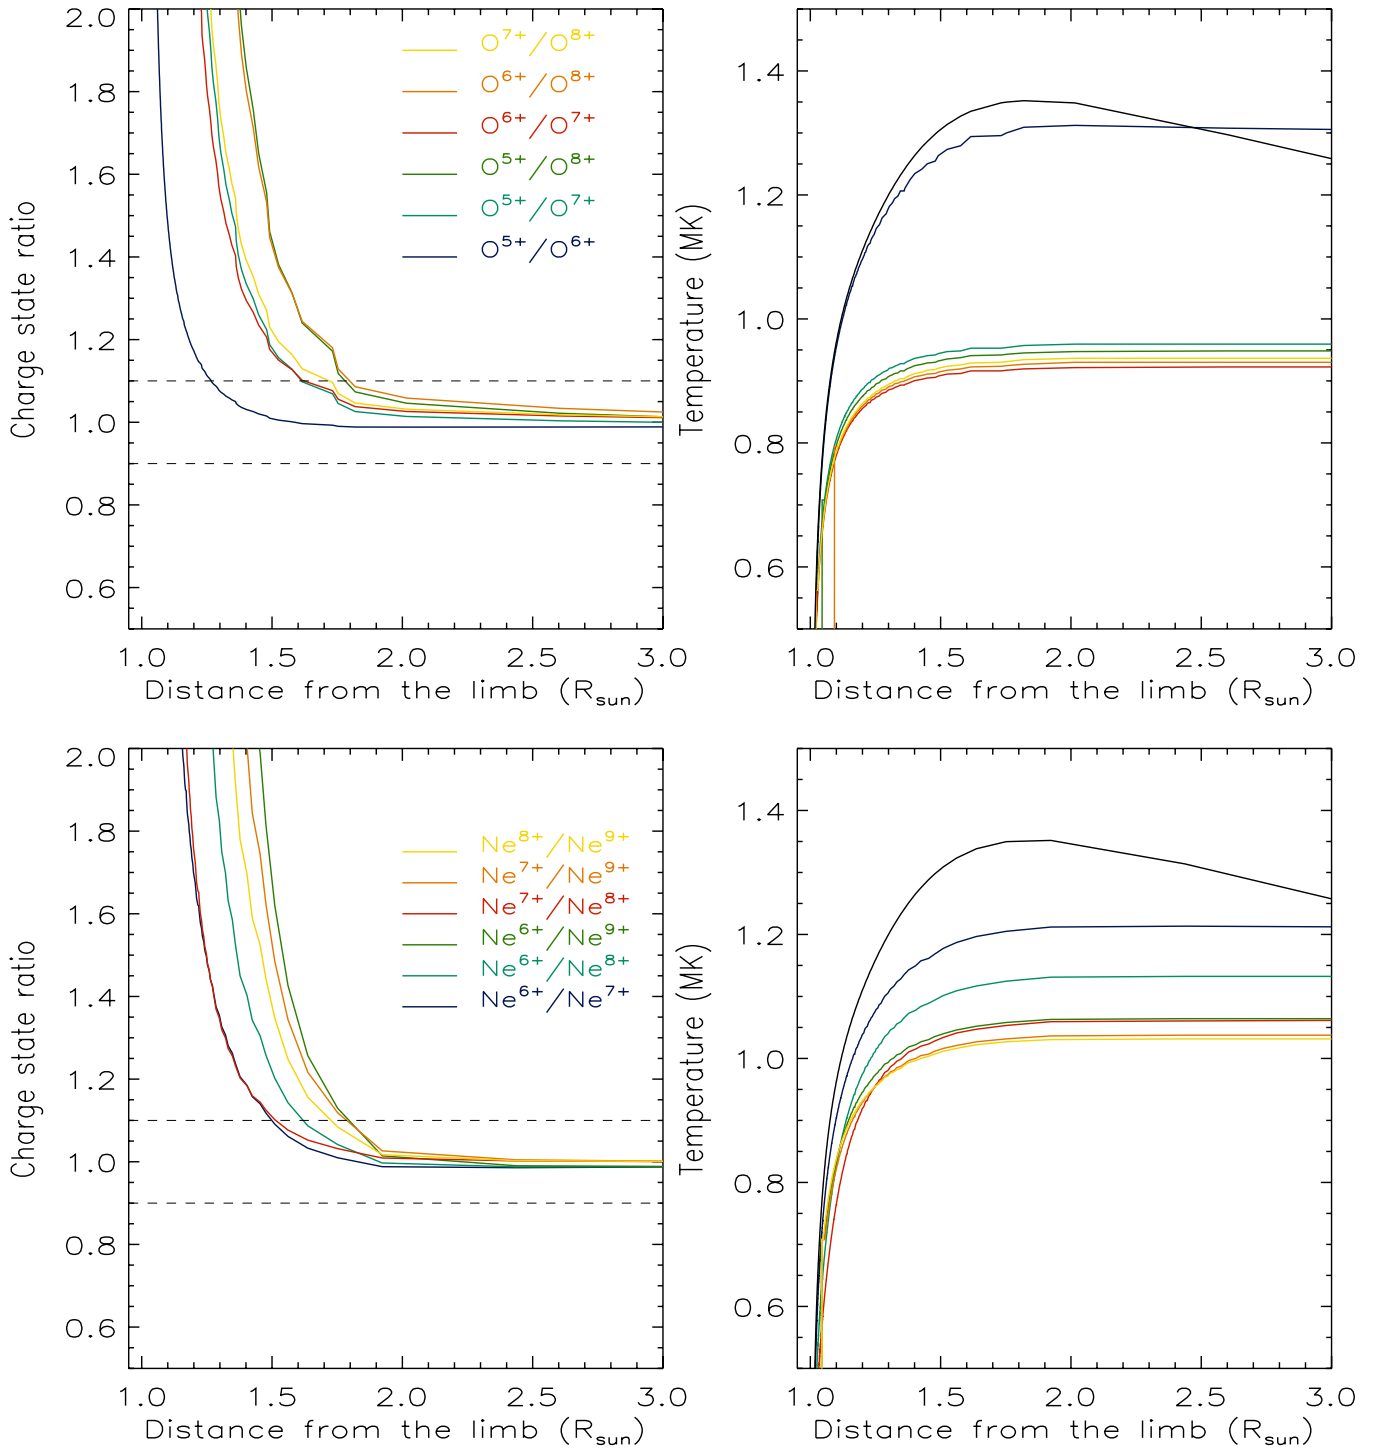 2.0
1.8
1.6
1.4
1.2
1.0
0.8
0.6
Charge state ratio
O⁷⁺/O⁸⁺
O⁶⁺/O⁸⁺
O⁶⁺/O⁷⁺
O⁵⁺/O⁸⁺
O⁵⁺/O⁷⁺
O⁵⁺/O⁶⁺
1.0 1.5 2.0 2.5 3.0
Distance from the limb (R_sun)
1.4
1.2
1.0
0.8
0.6
Temperature (MK)
1.0 1.5 2.0 2.5 3.0
Distance from the limb (R_sun)
2.0
1.8
1.6
1.4
1.2
1.0
0.8
0.6
Charge state ratio
Ne⁸⁺/Ne⁹⁺
Ne⁷⁺/Ne⁹⁺
Ne⁷⁺/Ne⁸⁺
Ne⁶⁺/Ne⁹⁺
Ne⁶⁺/Ne⁸⁺
Ne⁶⁺/Ne⁷⁺
1.0 1.5 2.0 2.5 3.0
Distance from the limb (R_sun)
1.4
1.2
1.0
0.8
0.6
Temperature (MK)
1.0 1.5 2.0 2.5 3.0
Distance from the limb (R_sun)